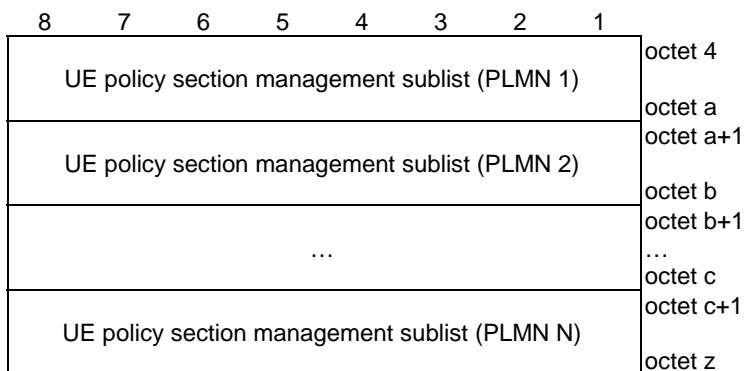 8 7 6 5 4 3 2 1
octet 4
UE policy section management sublist (PLMN 1)
octet a
octet a+1
UE policy section management sublist (PLMN 2)
octet b
octet b+1
… …
octet c
octet c+1
UE policy section management sublist (PLMN N)
octet z